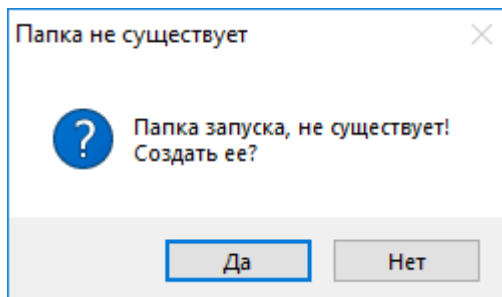 Папка не существует
Папка запуска, не существует!
Создать ее?
Да
Нет